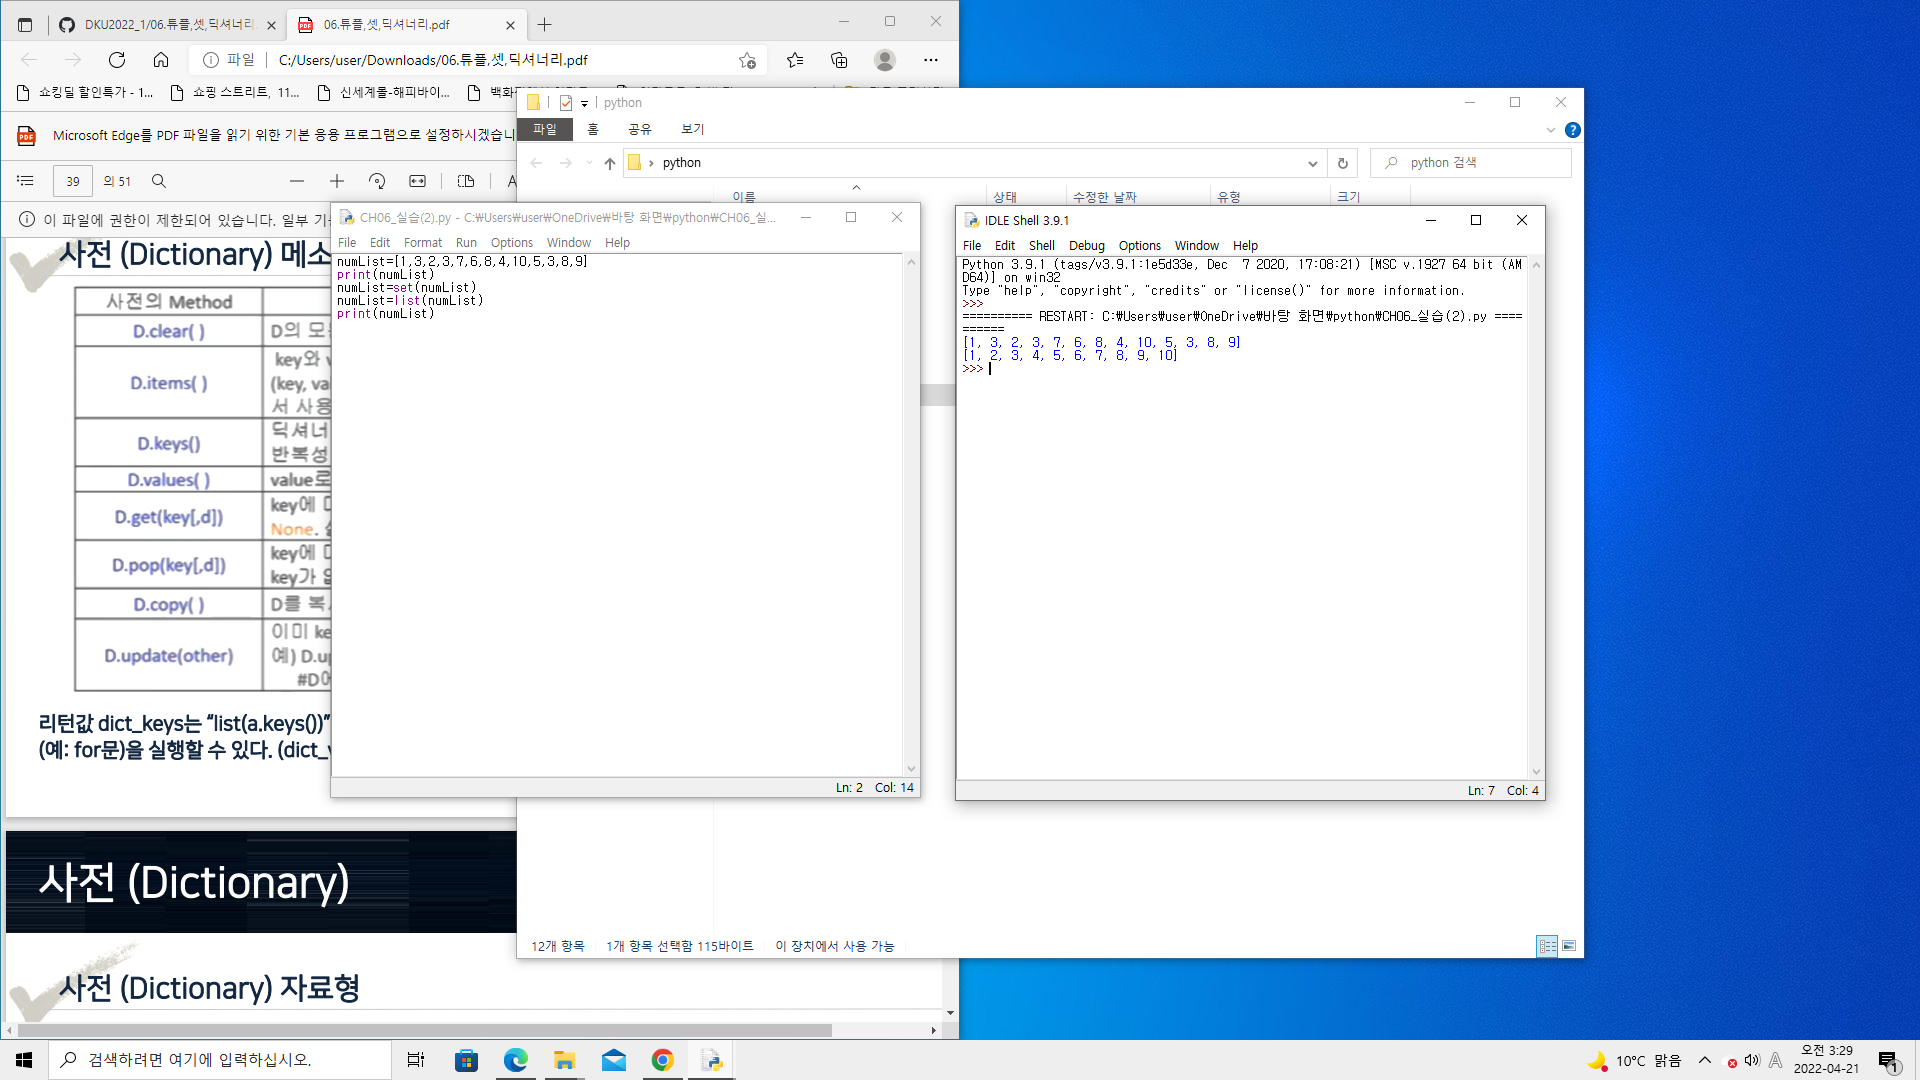 DKU2022_1/06.튜플,셋,딕셔너리
06.튜플,셋,딕셔너리.pdf
파일
C:/Users/user/Downloads/06.튜플,셋,딕셔너리.pdf
쇼킹딜 할인특가 - 1...
쇼핑 스트리트, 11...
신세계몰-해피바이...
Microsoft Edge를 PDF 파일을 읽기 위한 기본 응용 프로그램으로 설정하시겠습니
39
의 51
이 파일에 권한이 제한되어 있습니다. 일부 기능
사전 (Dictionary) 메소
사전의 Method
D.clear( )
D의 모든
D.items( )
key와 v
(key, va
서 사용
D.keys()
딕셔너
반복성
D.values( )
value로
D.get(key[,d])
key에 대
None.
D.pop(key[,d])
key에 대
key가 없
D.copy( )
D를 복사
D.update(other)
이미 ke
예) D.up
#D에
리턴값 dict_keys는 “list(a.keys())”
(예: for문)을 실행할 수 있다. (dict_v
사전 (Dictionary)
사전 (Dictionary) 자료형
python
파일
홈
공유
보기
python
python 검색
이름
상태
수정한 날짜
유형
크기
12개 항목
1개 항목 선택함 115바이트
이 장치에서 사용 가능
CH06_실습(2).py - C:₩Users₩user₩OneDrive₩바탕 화면₩python₩CH06_실...
File Edit Format Run Options Window Help
numList=[1,3,2,3,7,6,8,4,10,5,3,8,9]
print(numList)
numList=set(numList)
numList=list(numList)
print(numList)
Ln: 2 Col: 14
IDLE Shell 3.9.1
File Edit Shell Debug Options Window Help
Python 3.9.1 (tags/v3.9.1:1e5d33e, Dec  7 2020, 17:08:21) [MSC v.1927 64 bit (AM
D64)] on win32
Type "help", "copyright", "credits" or "license()" for more information.
>>>
========== RESTART: C:₩Users₩user₩OneDrive₩바탕 화면₩python₩CH06_실습(2).py ====
======
[1, 3, 2, 3, 7, 6, 8, 4, 10, 5, 3, 8, 9]
[1, 2, 3, 4, 5, 6, 7, 8, 9, 10]
>>>
Ln: 7 Col: 4
검색하려면 여기에 입력하십시오.
10°C 맑음
A
오전 3:29
2022-04-21
1